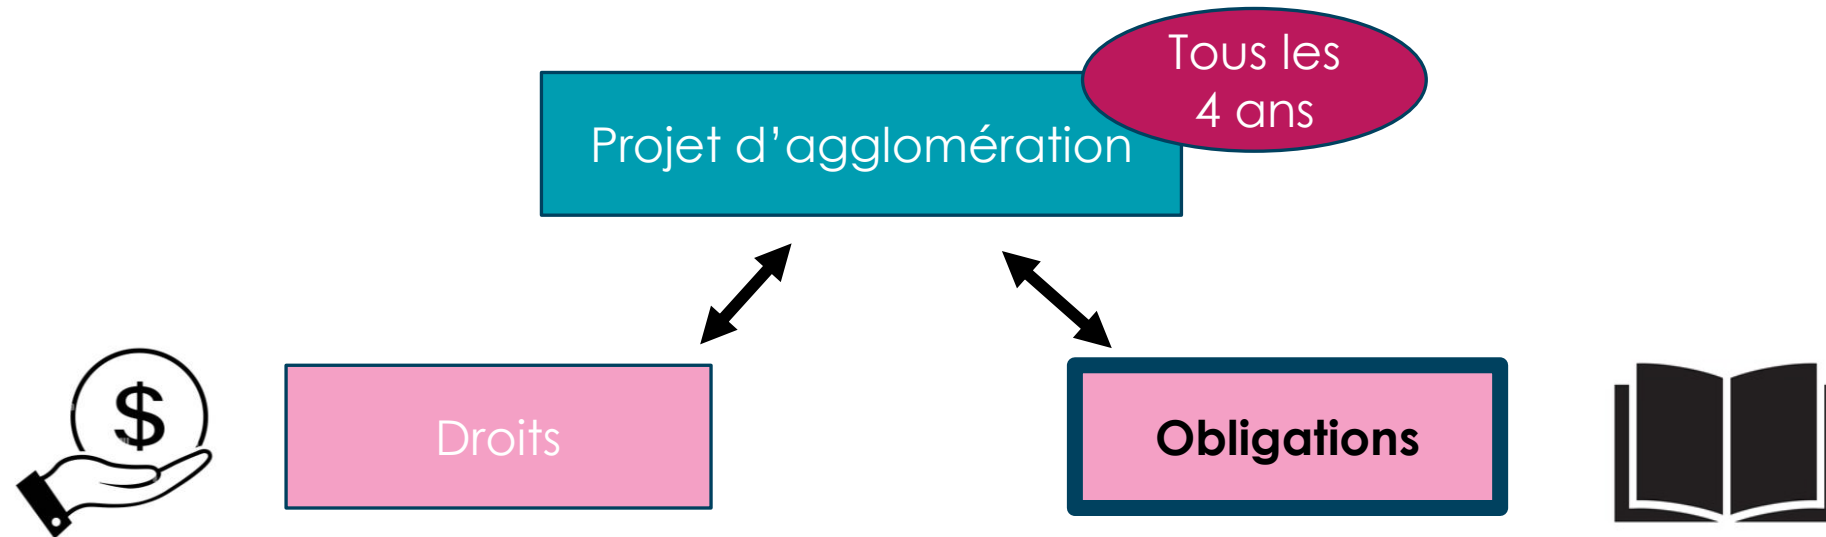 Tous les
4 ans
Projet d’agglomération
$
Droits
Obligations